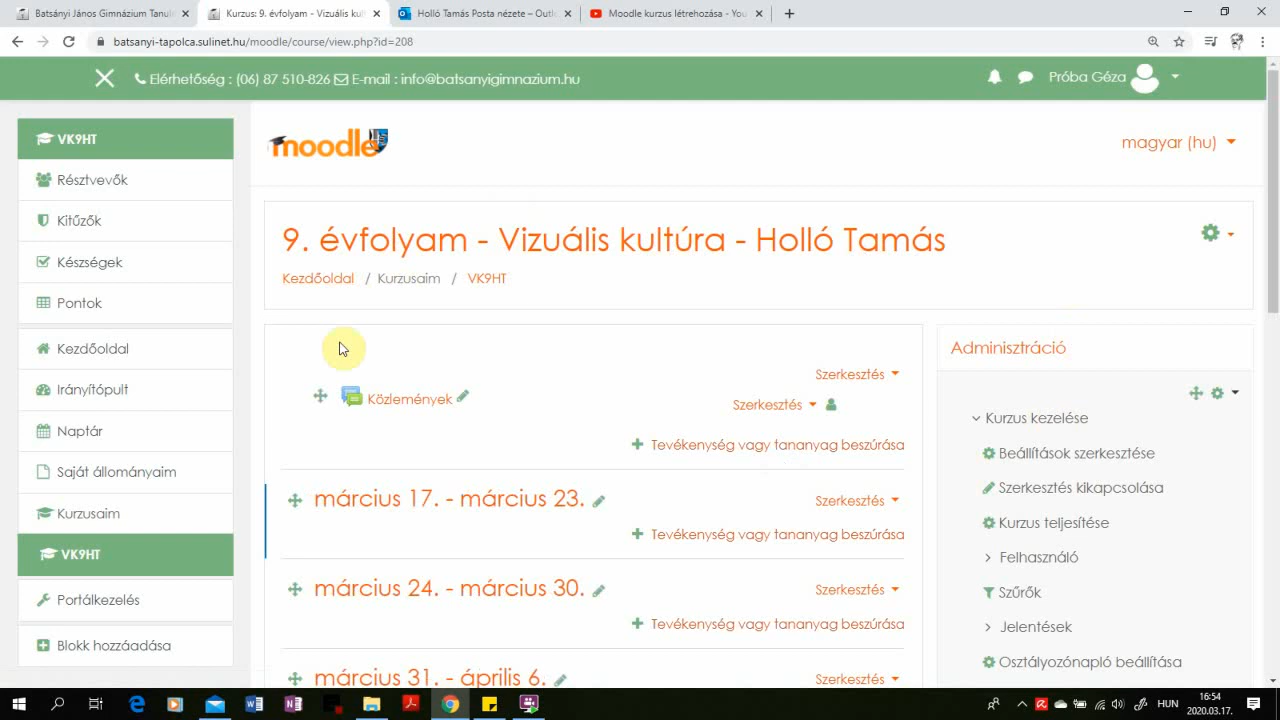 Batsányi János Gimnázium Tanul
Kurzus: 9. évfolyam - Vizuális kul
Holló Tamás Posta nézete – Outl
Moodle kurzus létrehozása - You
batsanyi-tapolca.sulinet.hu/moodle/course/view.php?id=208
Elérhetőség : (06) 87 510-826 E-mail : info@batsanyigimnazium.hu
Próba Géza
VK9HT
Résztvevők
Kitűzők
Készségek
Pontok
Kezdőoldal
Irányítópult
Naptár
Saját állományaim
Kurzusaim
VK9HT
Portálkezelés
Blokk hozzáadása
moodle
magyar (hu)
9. évfolyam - Vizuális kultúra - Holló Tamás
Kezdőoldal / Kurzusaim / VK9HT
Szerkesztés
Közlemények
Szerkesztés
Tevékenység vagy tananyag beszúrása
március 17. - március 23.
Szerkesztés
Tevékenység vagy tananyag beszúrása
március 24. - március 30.
Szerkesztés
Tevékenység vagy tananyag beszúrása
március 31. - április 6.
Szerkesztés
Adminisztráció
Kurzus kezelése
Beállítások szerkesztése
Szerkesztés kikapcsolása
Kurzus teljesítése
Felhasználó
Szűrők
Jelentések
Osztályozónapló beállítása
HUN
16:54
2020.03.17.